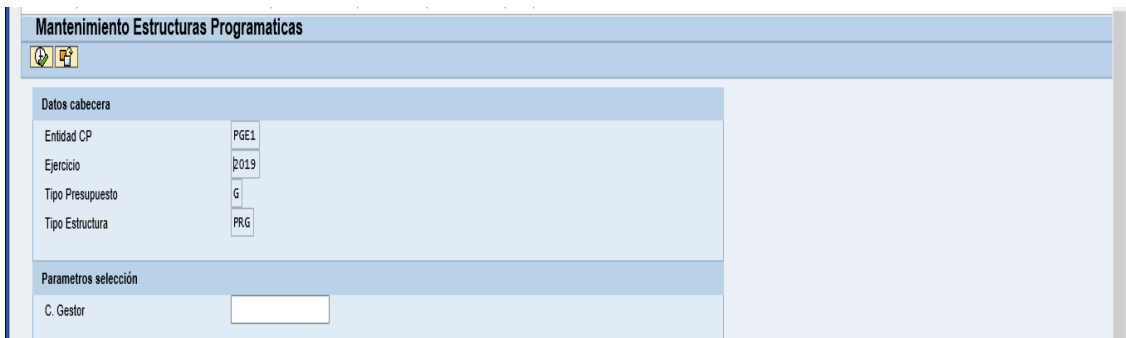 Mantenimiento Estructuras Programaticas
Datos cabecera
Entidad CP PGE1
Ejercicio 2019
Tipo Presupuesto G
Tipo Estructura PRG
Parametros selección
C. Gestor